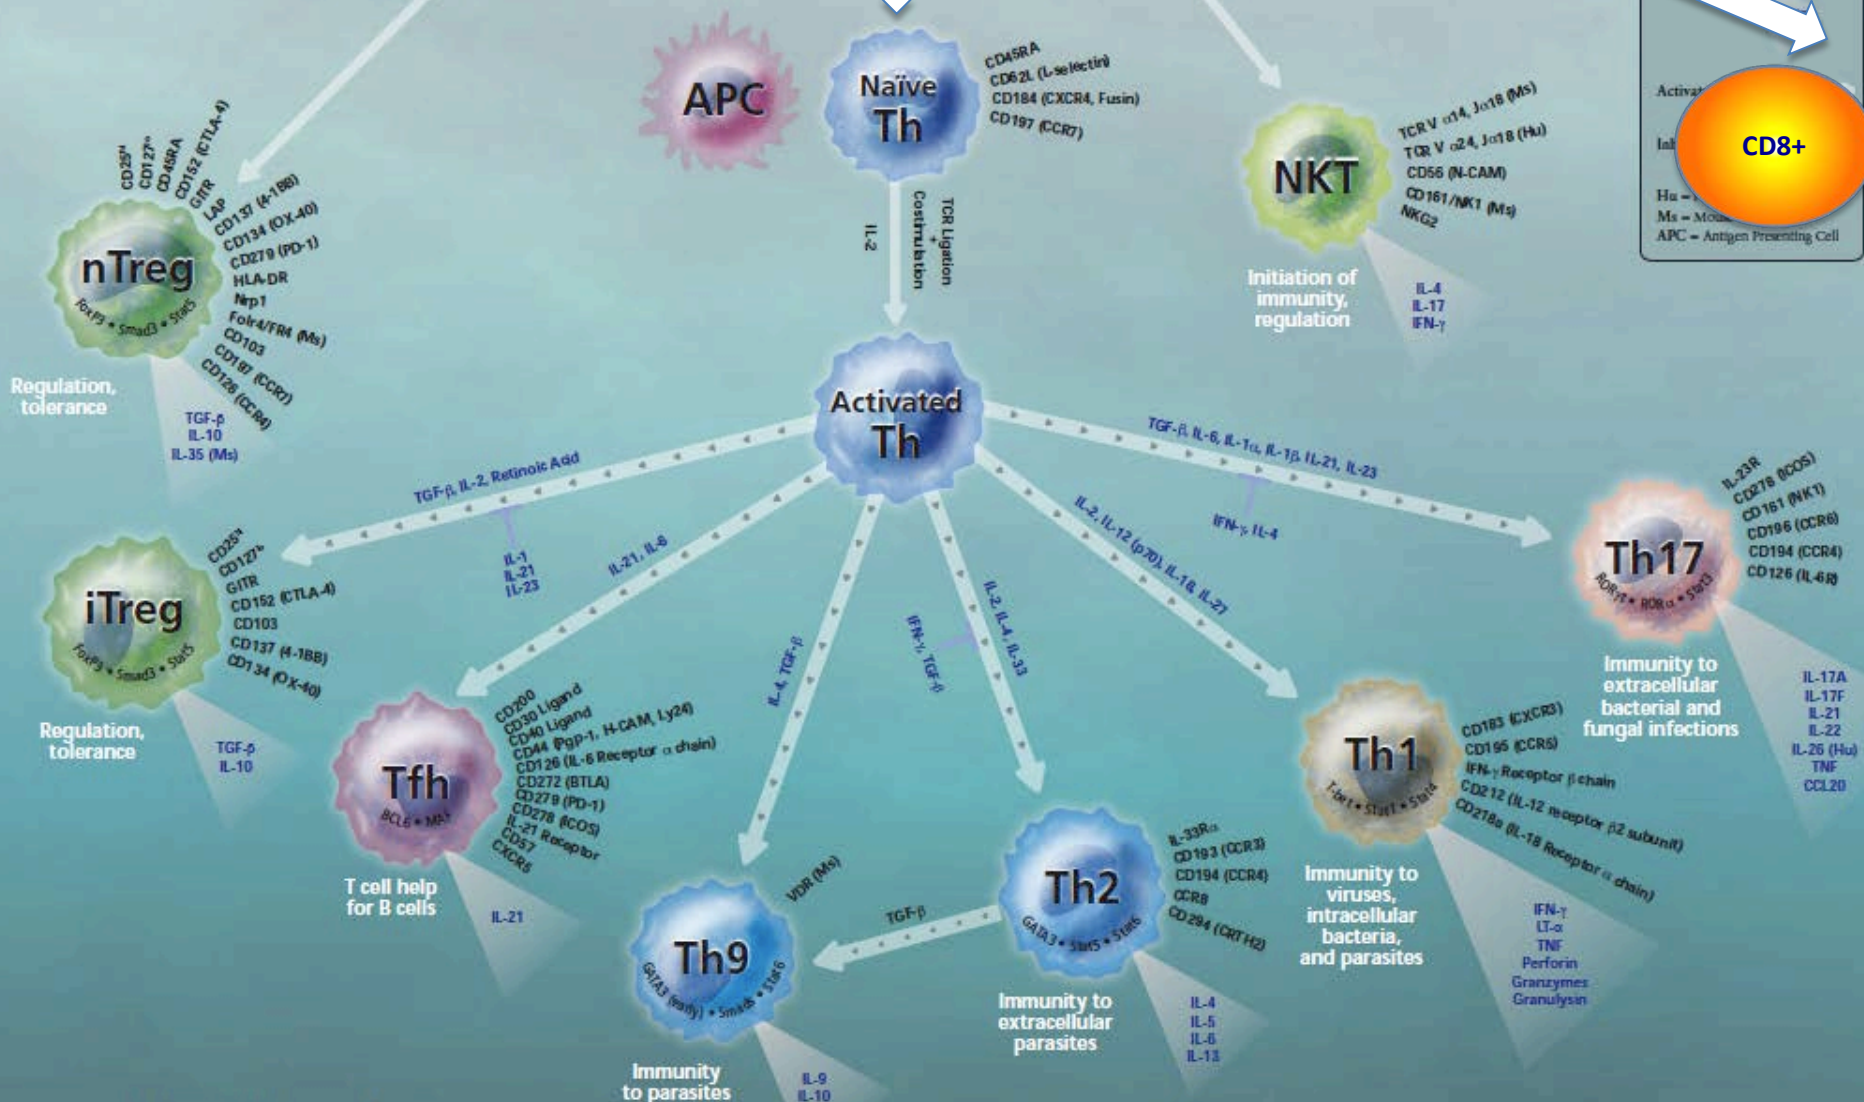 APC
Naïve
Th
CD45RA
CD62L (L-selectin)
CD184 (CXCR4, Fusin)
CD197 (CCR7)
TCR Ligation
+
Costimulation
IL-2
NKT
TCR V α14, Jα18 (Ms)
TCR V α24, Jα18 (Hu)
CD56 (N-CAM)
CD161/NK1 (Ms)
NKG2
Initiation of
immunity,
regulation
IL-4
IL-17
IFN-γ
CD8+
Ms = Mouse
APC = Antigen Presenting Cell
nTreg
FoxP3 • Smad3 • Stat5
CD25ᴴ
CD127ˡᵒ
CD45RA
CD152 (CTLA-4)
GITR
LAP
CD137 (4-1BB)
CD134 (OX-40)
CD279 (PD-1)
HLA-DR
Nrp1
Folr4/FR4 (Ms)
CD103
CD197 (CCR7)
CD126 (CCR4)
Regulation,
tolerance
TGF-β
IL-10
IL-35 (Ms)
Activated
Th
TGF-β, IL-2, Retinoic Acid
IL-1
IL-21
IL-23
IL-21, IL-6
IL-4, TGF-β
IL-2, IL-4, IL-33
IFN-γ, TGF-β
IL-2, IL-12 (p70), IL-18, IL-27
TGF-β, IL-6, IL-1α, IL-1β, IL-21, IL-23
IFN-γ, IL-4
iTreg
FoxP3 • Smad3 • Stat5
CD25ᴴ
CD127ˡᵒ
GITR
CD152 (CTLA-4)
CD103
CD137 (4-1BB)
CD134 (OX-40)
Regulation,
tolerance
TGF-β
IL-10
Tfh
BCL6 • MAF
CD200
CD30 Ligand
CD40 Ligand
CD44 (Pgp-1, H-CAM, Ly24)
CD126 (IL-6 Receptor α chain)
CD272 (BTLA)
CD279 (PD-1)
CD278 (ICOS)
IL-21 Receptor
CD57
CXCR5
T cell help
for B cells
IL-21
Th9
GATA3 (early) • Smads • Stat6
VDR (Ms)
Immunity
to parasites
IL-9
IL-10
TGF-β
Th2
GATA3 • Stat5 • Stat6
IL-33Rα
CD193 (CCR3)
CD194 (CCR4)
CCR8
CD294 (CRTH2)
Immunity to
extracellular
parasites
IL-4
IL-5
IL-6
IL-13
Th1
T-bet • Stat1 • Stat4
CD183 (CXCR3)
CD195 (CCR5)
IFN-γ Receptor β chain
CD212 (IL-12 receptor β2 subunit)
CD218a (IL-18 Receptor α chain)
Immunity to
viruses,
intracellular
bacteria,
and parasites
IFN-γ
LT-α
TNF
Perforin
Granzymes
Granulysin
Th17
RORγt • RORα • Stat3
IL-23R
CD278 (ICOS)
CD161 (NK1)
CD196 (CCR6)
CD194 (CCR4)
CD126 (IL-6R)
Immunity to
extracellular
bacterial and
fungal infections
IL-17A
IL-17F
IL-21
IL-22
IL-26 (Hu)
TNF
CCL20